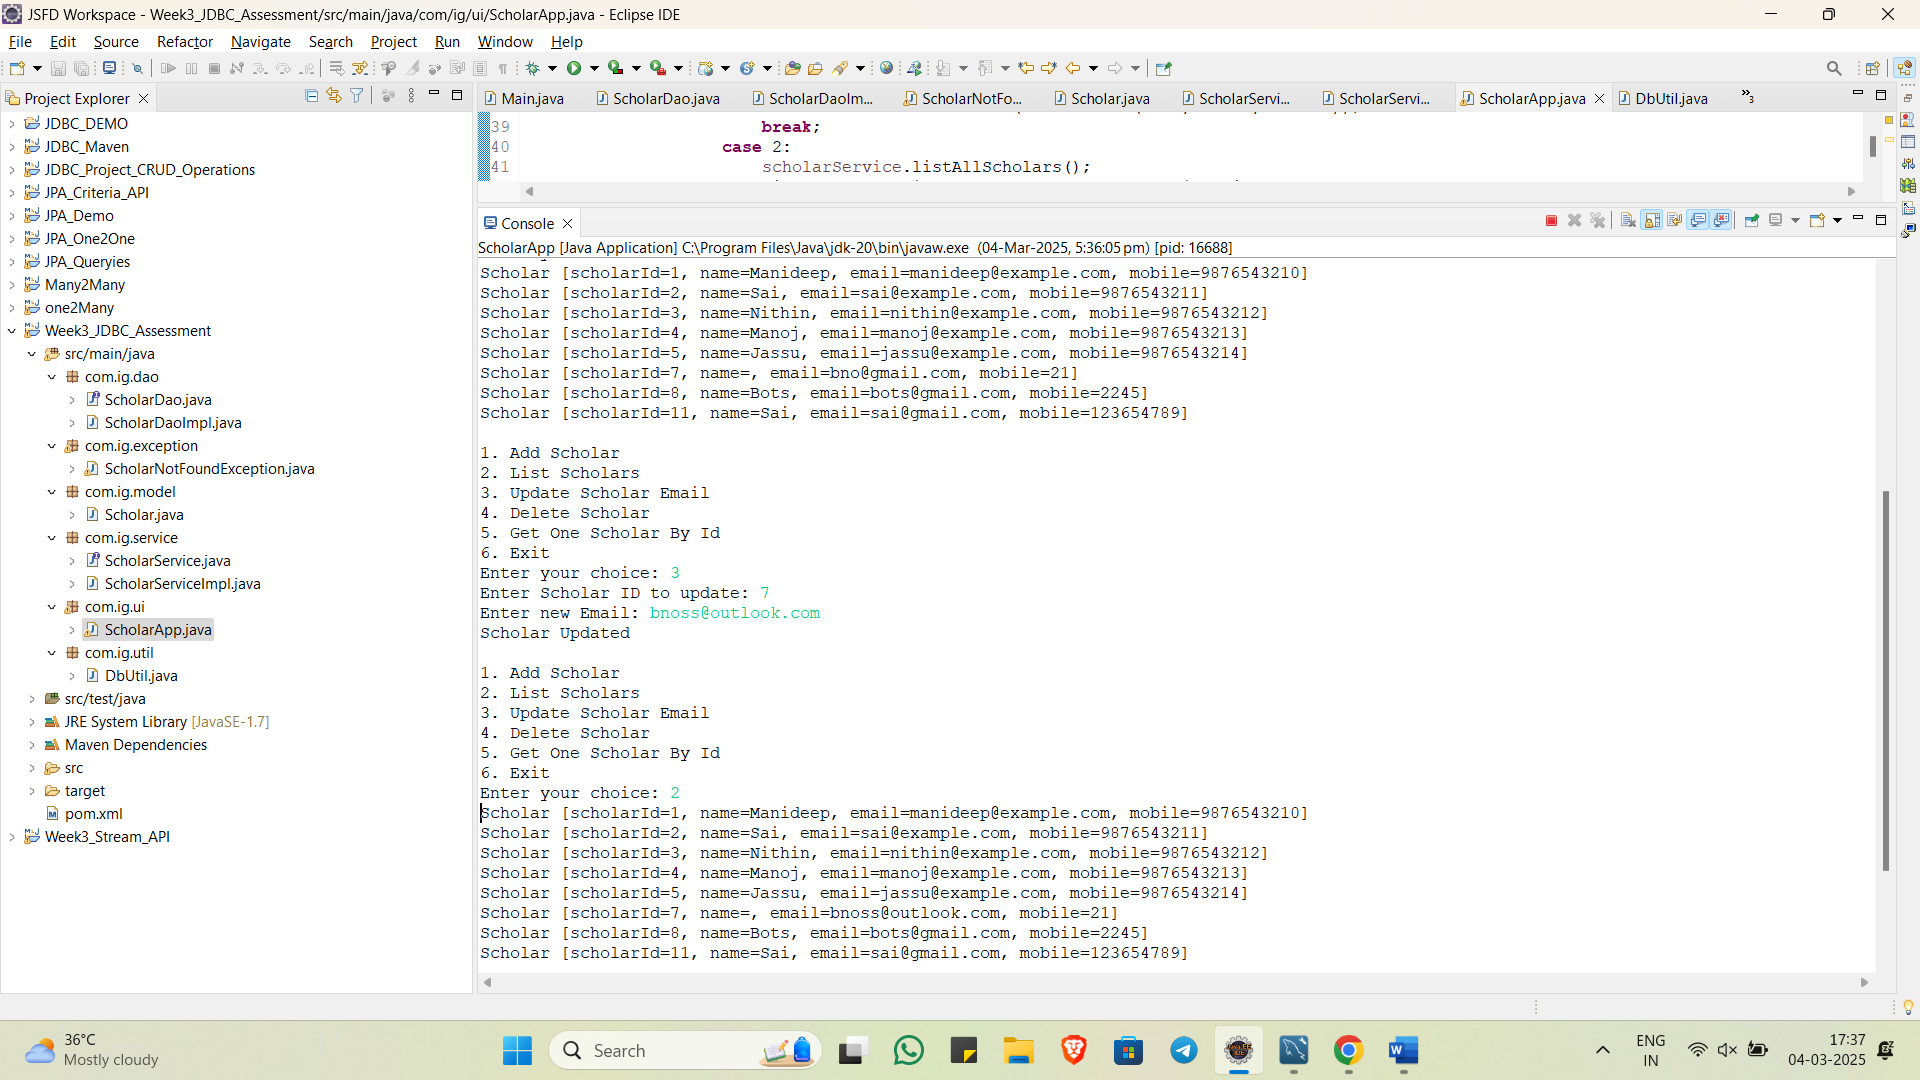 JSFD Workspace - Week3_JDBC_Assessment/src/main/java/com/ig/ui/ScholarApp.java - Eclipse IDE
File Edit Source Refactor Navigate Search Project Run Window Help
Project Explorer
JDBC_DEMO
JDBC_Maven
JDBC_Project_CRUD_Operations
JPA_Criteria_API
JPA_Demo
JPA_One2One
JPA_Queryies
Many2Many
one2Many
Week3_JDBC_Assessment
src/main/java
com.ig.dao
ScholarDao.java
ScholarDaoImpl.java
com.ig.exception
ScholarNotFoundException.java
com.ig.model
Scholar.java
com.ig.service
ScholarService.java
ScholarServiceImpl.java
com.ig.ui
ScholarApp.java
com.ig.util
DbUtil.java
src/test/java
JRE System Library [JavaSE-1.7]
Maven Dependencies
src
target
pom.xml
Week3_Stream_API
Main.java ScholarDao.java ScholarDaoIm... ScholarNotFo... Scholar.java ScholarServi... ScholarServi... ScholarApp.java DbUtil.java »3
39 break;
40 case 2:
41 scholarService.listAllScholars();
Console
ScholarApp [Java Application] C:\Program Files\Java\jdk-20\bin\javaw.exe (04-Mar-2025, 5:36:05 pm) [pid: 16688]
Scholar [scholarId=1, name=Manideep, email=manideep@example.com, mobile=9876543210]
Scholar [scholarId=2, name=Sai, email=sai@example.com, mobile=9876543211]
Scholar [scholarId=3, name=Nithin, email=nithin@example.com, mobile=9876543212]
Scholar [scholarId=4, name=Manoj, email=manoj@example.com, mobile=9876543213]
Scholar [scholarId=5, name=Jassu, email=jassu@example.com, mobile=9876543214]
Scholar [scholarId=7, name=, email=bno@gmail.com, mobile=21]
Scholar [scholarId=8, name=Bots, email=bots@gmail.com, mobile=2245]
Scholar [scholarId=11, name=Sai, email=sai@gmail.com, mobile=123654789]
1. Add Scholar
2. List Scholars
3. Update Scholar Email
4. Delete Scholar
5. Get One Scholar By Id
6. Exit
Enter your choice: 3
Enter Scholar ID to update: 7
Enter new Email: bnoss@outlook.com
Scholar Updated
1. Add Scholar
2. List Scholars
3. Update Scholar Email
4. Delete Scholar
5. Get One Scholar By Id
6. Exit
Enter your choice: 2
Scholar [scholarId=1, name=Manideep, email=manideep@example.com, mobile=9876543210]
Scholar [scholarId=2, name=Sai, email=sai@example.com, mobile=9876543211]
Scholar [scholarId=3, name=Nithin, email=nithin@example.com, mobile=9876543212]
Scholar [scholarId=4, name=Manoj, email=manoj@example.com, mobile=9876543213]
Scholar [scholarId=5, name=Jassu, email=jassu@example.com, mobile=9876543214]
Scholar [scholarId=7, name=, email=bnoss@outlook.com, mobile=21]
Scholar [scholarId=8, name=Bots, email=bots@gmail.com, mobile=2245]
Scholar [scholarId=11, name=Sai, email=sai@gmail.com, mobile=123654789]
36°C
Mostly cloudy
Search
ENG
IN
17:37
04-03-2025